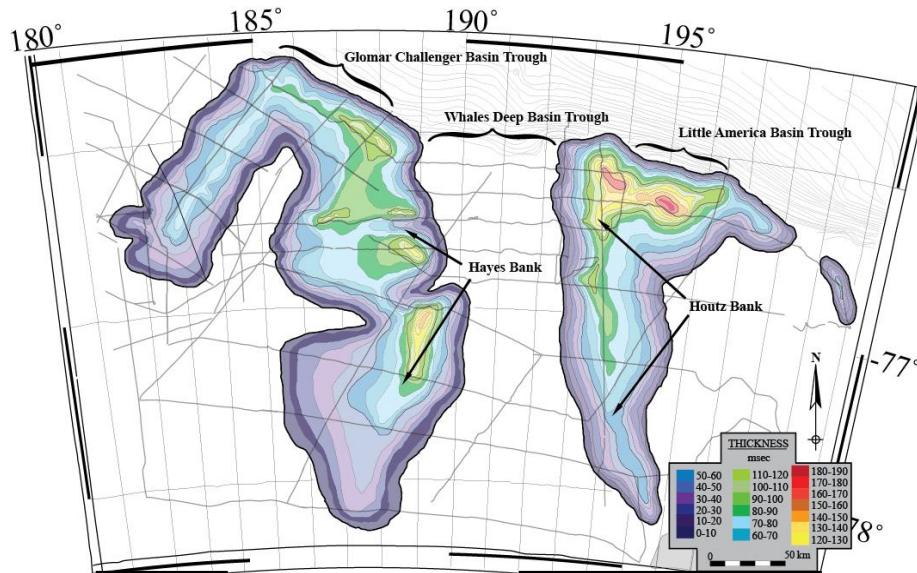 180°
185°
190°
195°
Glomar Challenger Basin Trough
Whales Deep Basin Trough
Little America Basin Trough
Hayes Bank
Houtz Bank
-77°
N
78°
THICKNESS
msec
50-60
40-50
30-40
20-30
10-20
0-10
110-120
100-110
90-100
80-90
70-80
60-70
180-190
170-180
160-170
150-160
140-150
130-140
120-130
0 50 km